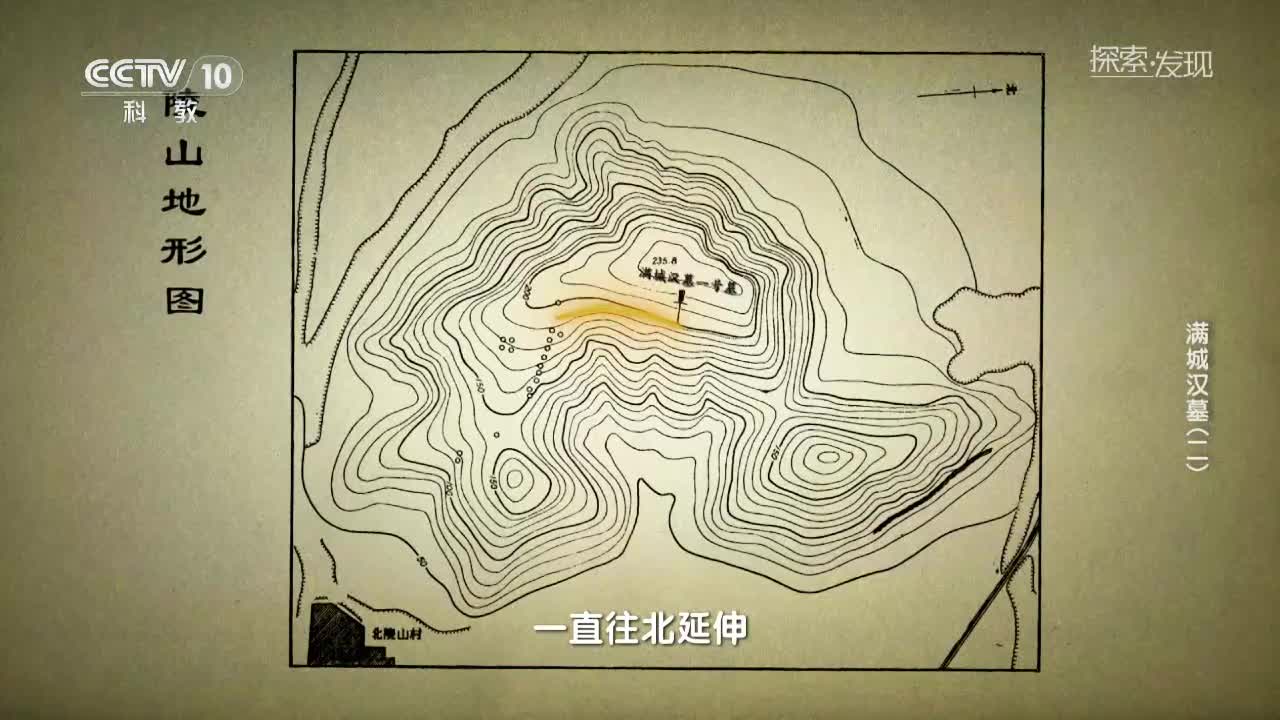 CCTV 10
科教
探索·发现
陵山地形图
北
235.8
满城汉墓一号墓
200
150
150
150
100
50
北陵山村
满城汉墓(二)
一直往北延伸